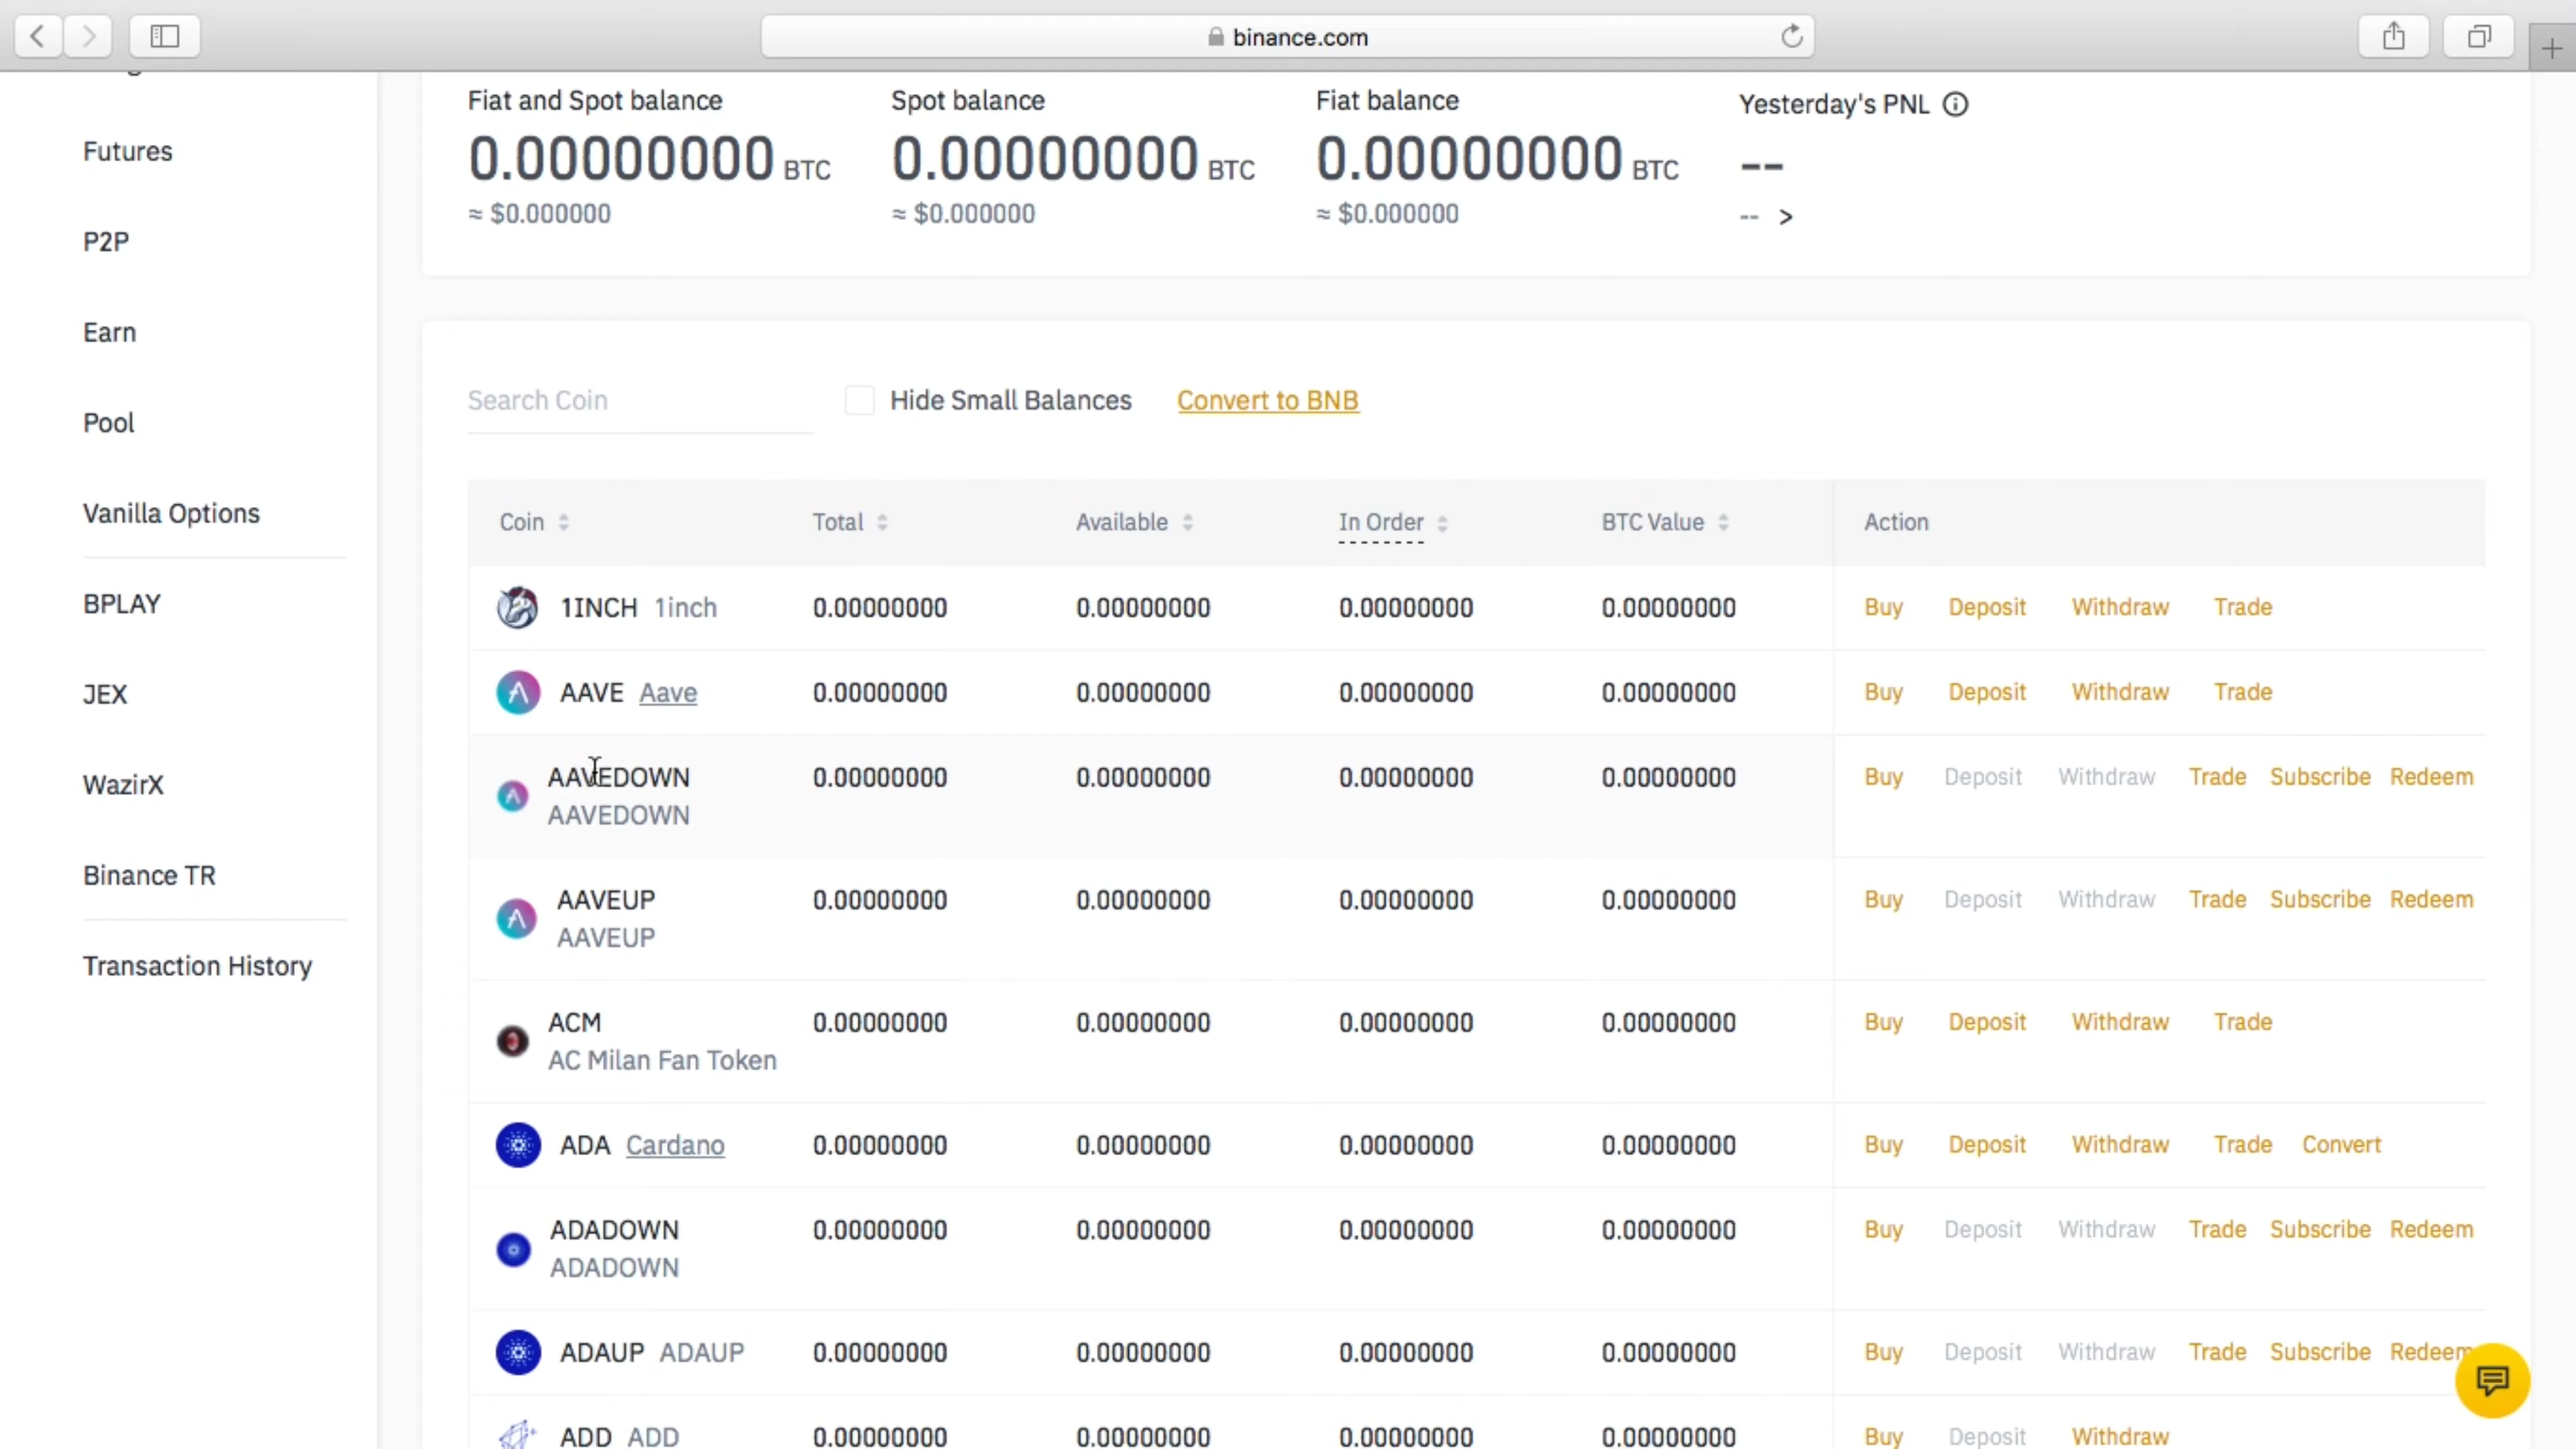 binance.com
Futures
P2P
Earn
Pool
Vanilla Options
BPLAY
JEX
WazirX
Binance TR
Transaction History
Fiat and Spot balance
0.00000000 BTC
≈ $0.000000
Spot balance
0.00000000 BTC
≈ $0.000000
Fiat balance
0.00000000 BTC
≈ $0.000000
Yesterday's PNL
--
-- >
Search Coin Hide Small Balances Convert to BNB
Coin Total Available In Order BTC Value Action
1INCH 1inch 0.00000000 0.00000000 0.00000000 0.00000000 Buy Deposit Withdraw Trade
AAVE Aave 0.00000000 0.00000000 0.00000000 0.00000000 Buy Deposit Withdraw Trade
AAVEDOWN 0.00000000 0.00000000 0.00000000 0.00000000 Buy Deposit Withdraw Trade Subscribe Redeem
AAVEDOWN
AAVEUP 0.00000000 0.00000000 0.00000000 0.00000000 Buy Deposit Withdraw Trade Subscribe Redeem
AAVEUP
ACM 0.00000000 0.00000000 0.00000000 0.00000000 Buy Deposit Withdraw Trade
AC Milan Fan Token
ADA Cardano 0.00000000 0.00000000 0.00000000 0.00000000 Buy Deposit Withdraw Trade Convert
ADADOWN 0.00000000 0.00000000 0.00000000 0.00000000 Buy Deposit Withdraw Trade Subscribe Redeem
ADADOWN
ADAUP ADAUP 0.00000000 0.00000000 0.00000000 0.00000000 Buy Deposit Withdraw Trade Subscribe Redeem
ADD ADD 0.00000000 0.00000000 0.00000000 0.00000000 Buy Deposit Withdraw